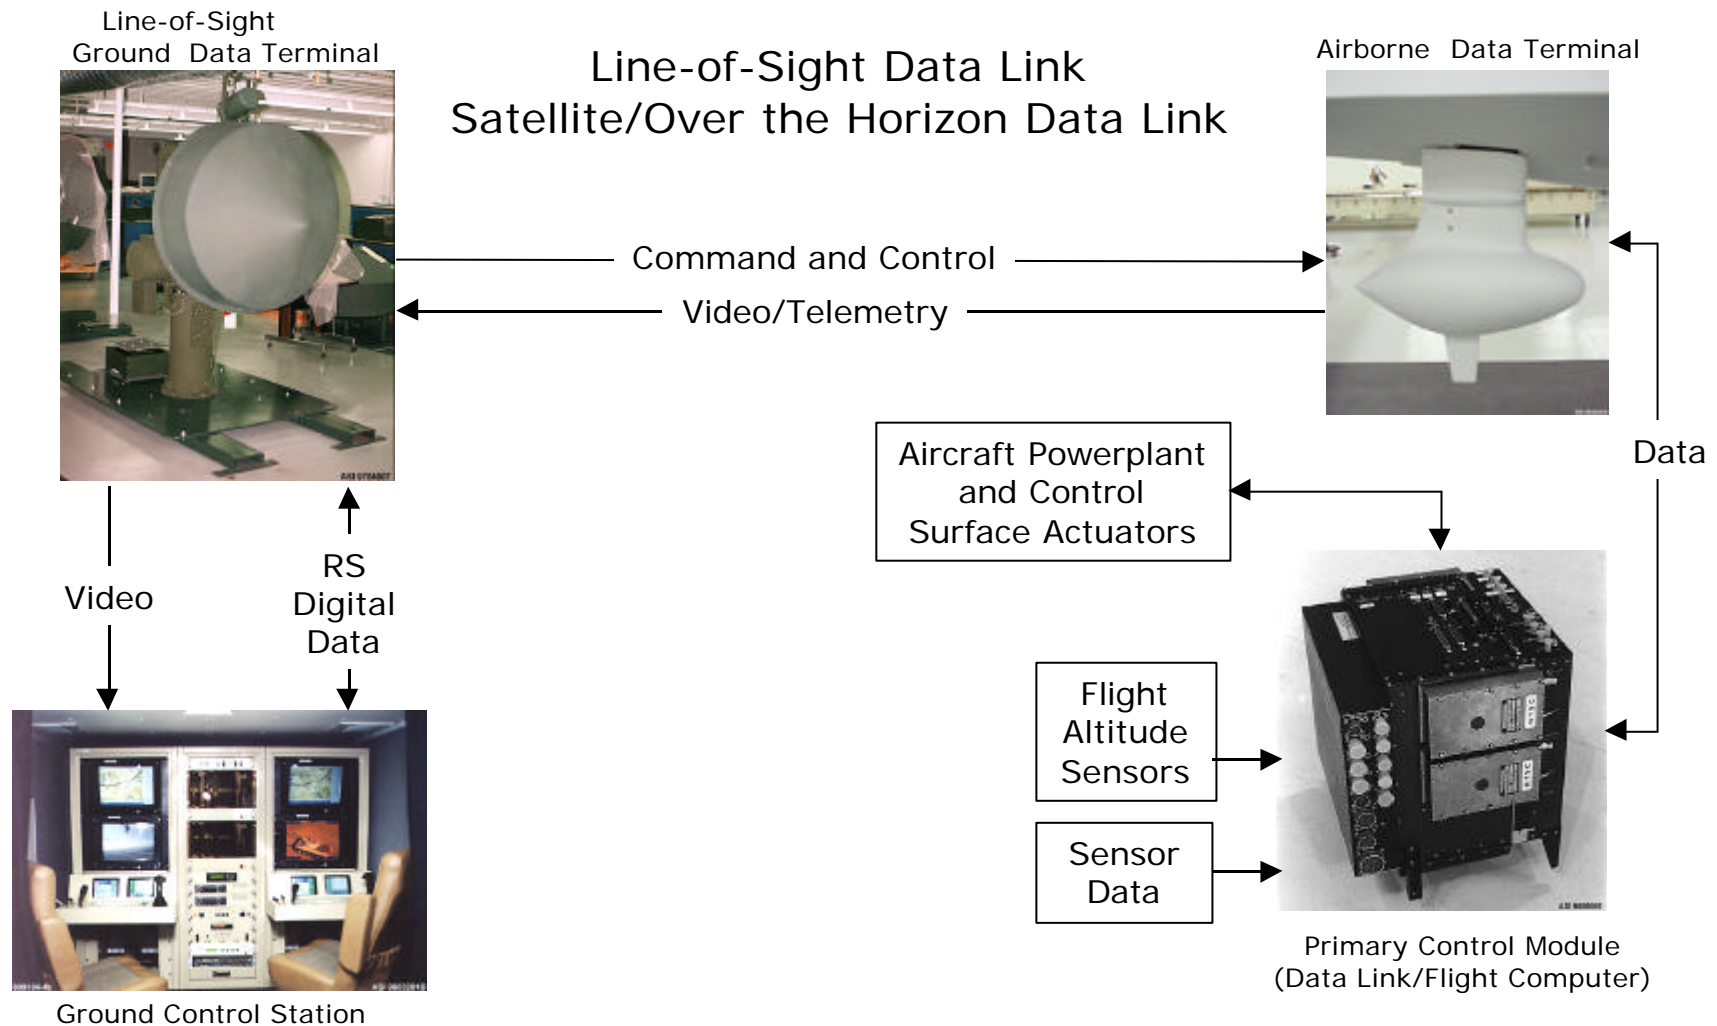 Line-of-Sight
Ground Data Terminal
Line-of-Sight Data Link
Satellite/Over the Horizon Data Link
Airborne Data Terminal
Command and Control
Video/Telemetry
Aircraft Powerplant
and Control
Surface Actuators
Data
Video
RS
Digital
Data
Flight
Altitude
Sensors
Sensor
Data
Primary Control Module
(Data Link/Flight Computer)
Ground Control Station